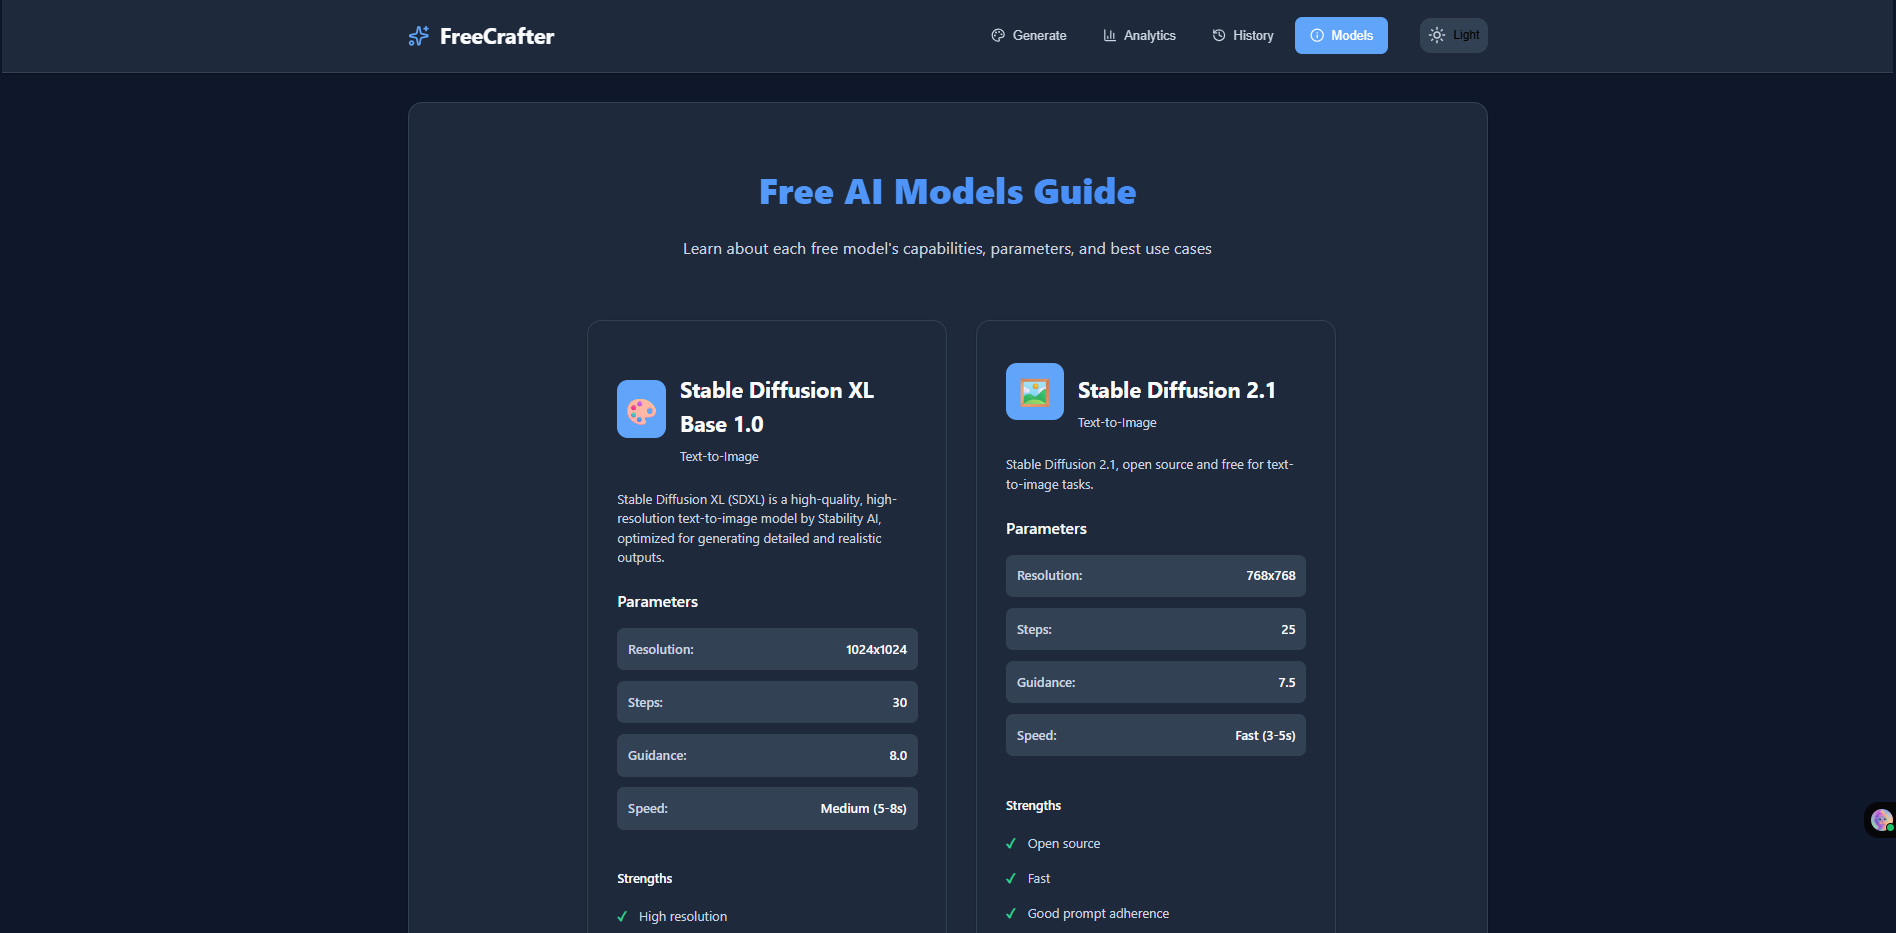 FreeCrafter
Generate
Analytics
History
Models
Light
Free AI Models Guide
Learn about each free model's capabilities, parameters, and best use cases
Stable Diffusion XL
Base 1.0
Text-to-Image
Stable Diffusion XL (SDXL) is a high-quality, high-
resolution text-to-image model by Stability AI,
optimized for generating detailed and realistic
outputs.
Parameters
Resolution: 1024x1024
Steps: 30
Guidance: 8.0
Speed: Medium (5-8s)
Strengths
High resolution
Stable Diffusion 2.1
Text-to-Image
Stable Diffusion 2.1, open source and free for text-
to-image tasks.
Parameters
Resolution: 768x768
Steps: 25
Guidance: 7.5
Speed: Fast (3-5s)
Strengths
Open source
Fast
Good prompt adherence